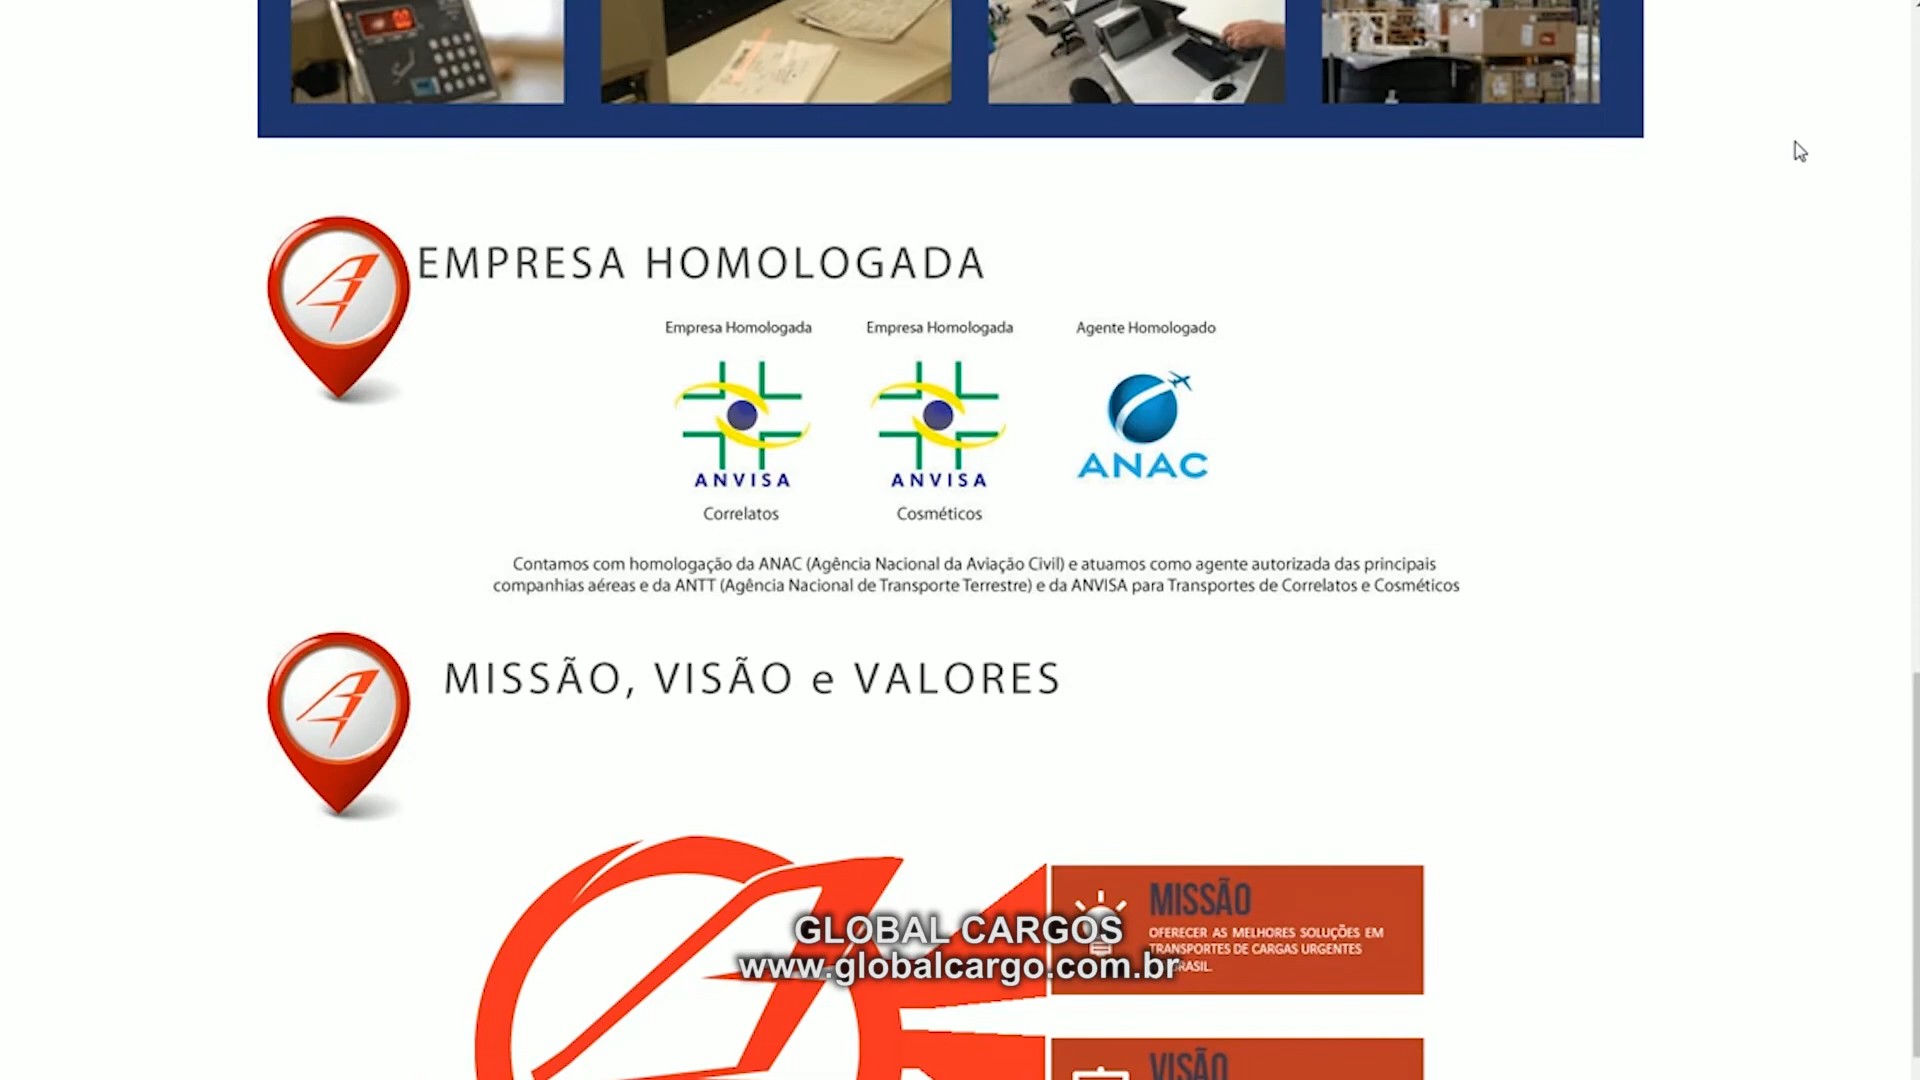 EMPRESA HOMOLOGADA
Empresa Homologada
Empresa Homologada
Agente Homologado
ANVISA
ANVISA
ANAC
Correlatos
Cosméticos
Contamos com homologação da ANAC (Agência Nacional da Aviação Civil) e atuamos como agente autorizada das principais
companhias aéreas e da ANTT (Agência Nacional de Transporte Terrestre) e da ANVISA para Transportes de Correlatos e Cosméticos
MISSÃO, VISÃO e VALORES
MISSÃO
OFERECER AS MELHORES SOLUÇÕES EM
TRANSPORTES DE CARGAS URGENTES
BRASIL.
GLOBAL CARGOS
www.globalcargo.com.br
VISÃO